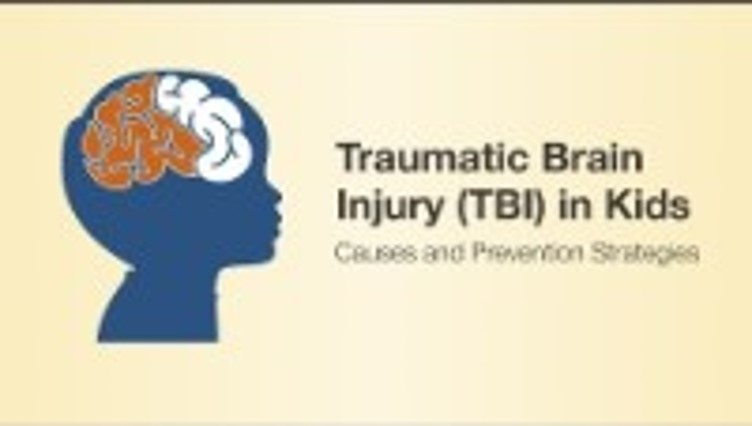 Traumatic Brain
Injury (TBI) in Kids
Causes and Prevention Strategies